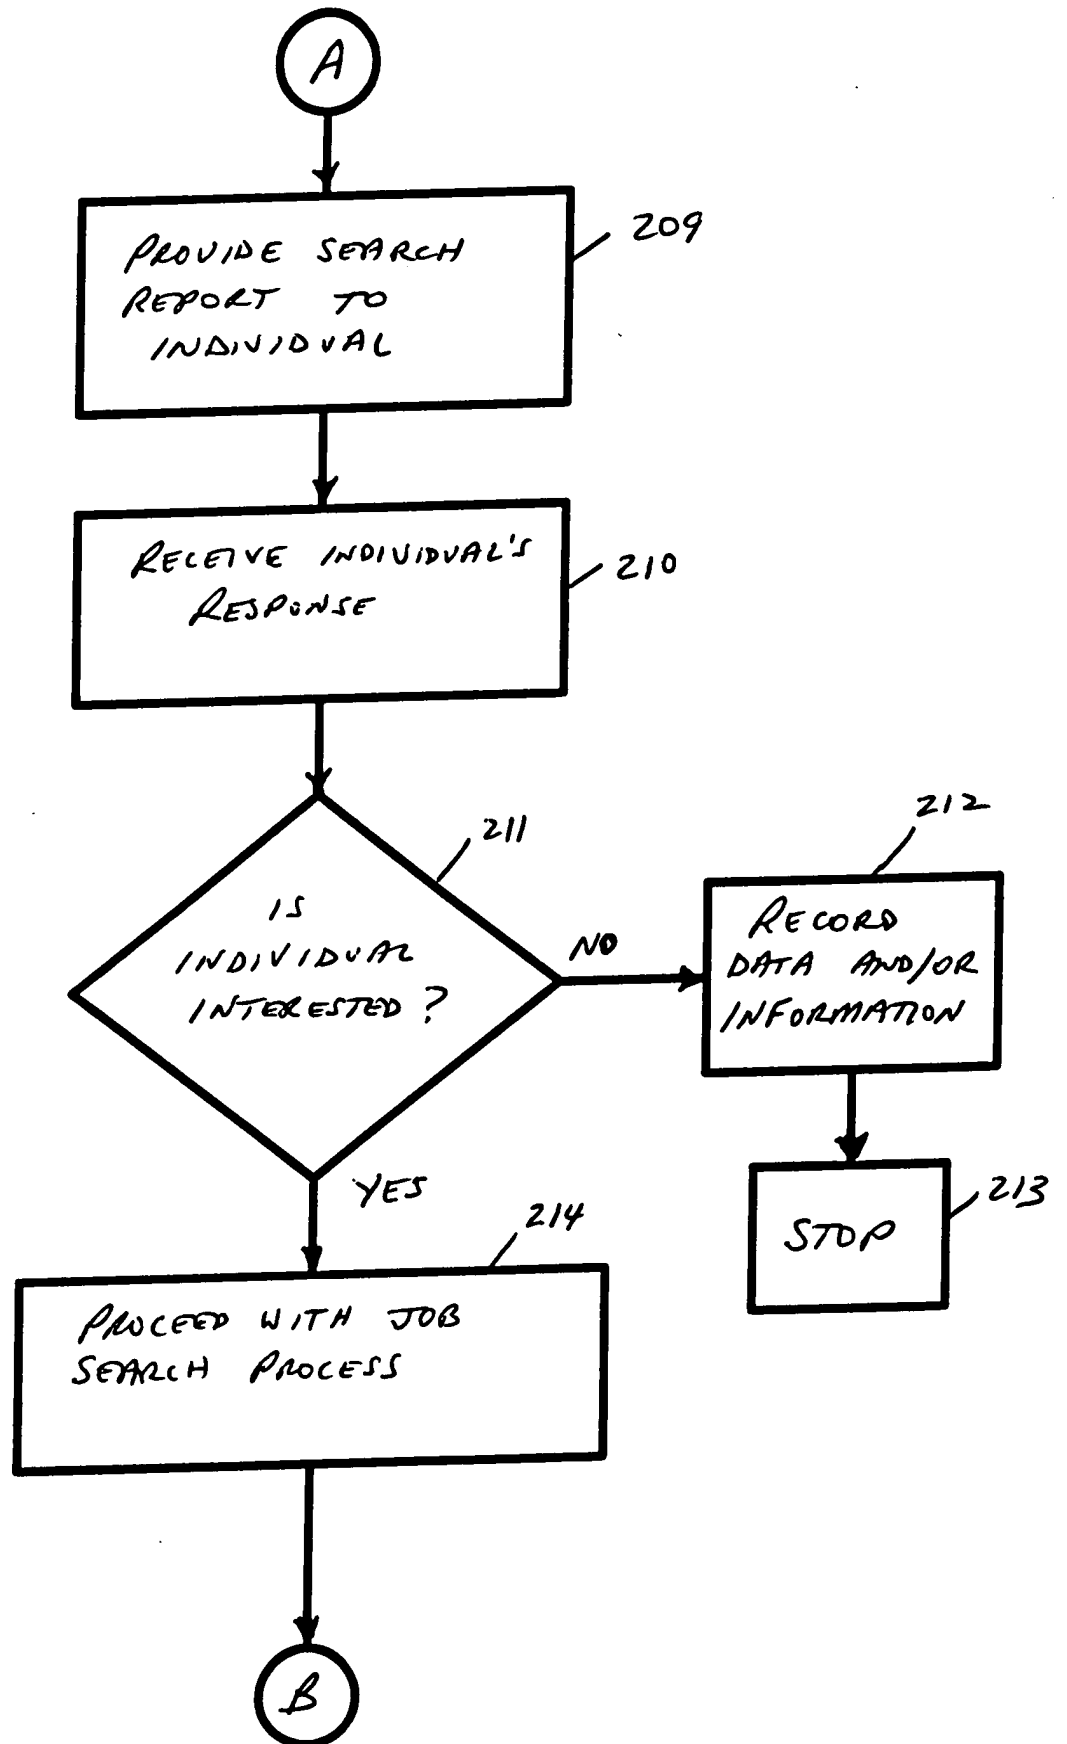 A
PROVIDE SEARCH
REPORT TO
INDIVIDUAL
209
RECEIVE INDIVIDUAL'S
RESPONSE
210
211
IS
INDIVIDUAL
INTERESTED?
NO
212
RECORD
DATA AND/OR
INFORMATION
STOP
213
YES
214
PROCEED WITH JOB
SEARCH PROCESS
B